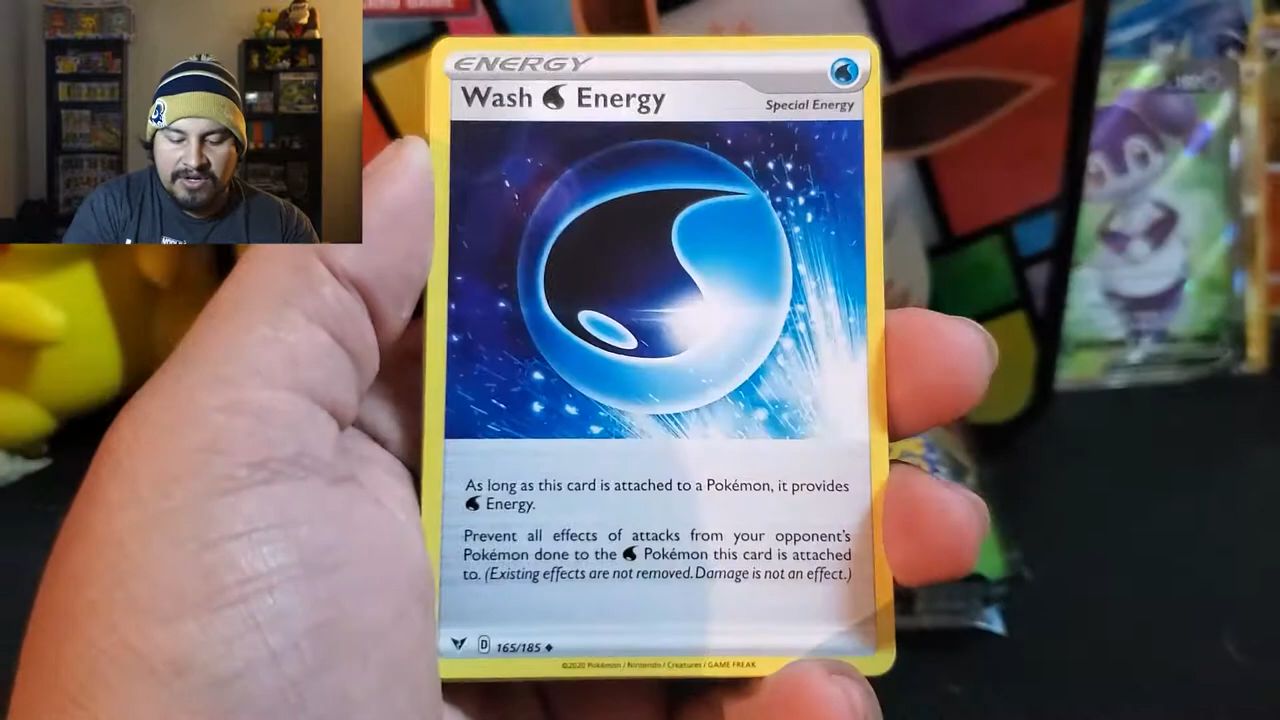 ENERGY
Wash Energy
Special Energy
As long as this card is attached to a Pokémon, it provides
Energy.
Prevent all effects of attacks from your opponent's
Pokémon done to the Pokémon this card is attached
to. (Existing effects are not removed. Damage is not an effect.)
D 165/185
©2020 Pokémon / Nintendo / Creatures / GAME FREAK